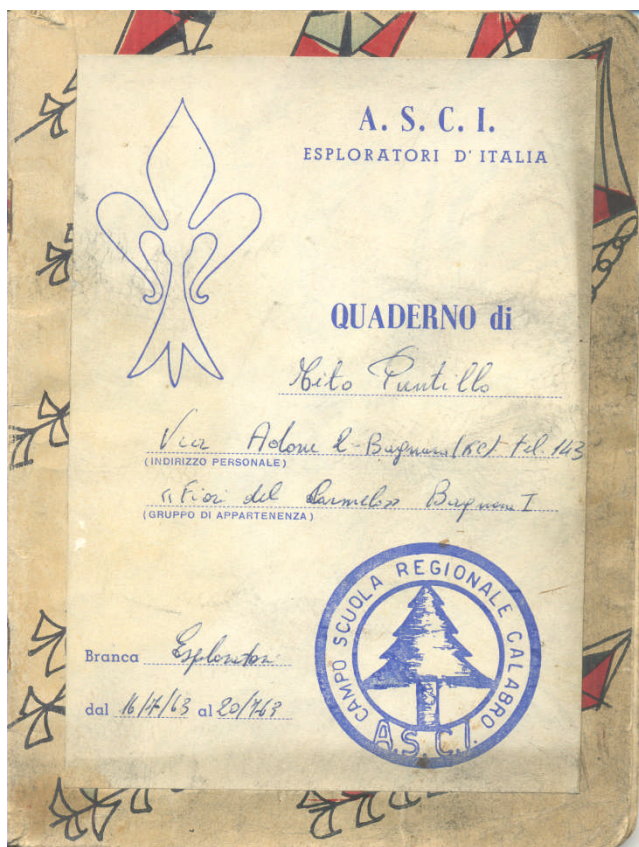 A. S. C. I.
ESPLORATORI D'ITALIA
QUADERNO di
Tito Puntillo
Via Adone 2 - Bagnara (RC) tel. 143
(INDIRIZZO PERSONALE)
"Fiori del Carmelo" Bagnara I
(GRUPPO DI APPARTENENZA)
CAMPO SCUOLA REGIONALE CALABRO
A.S.C.I.
Branca Esploratori
dal 16/7/63 al 20/7/63